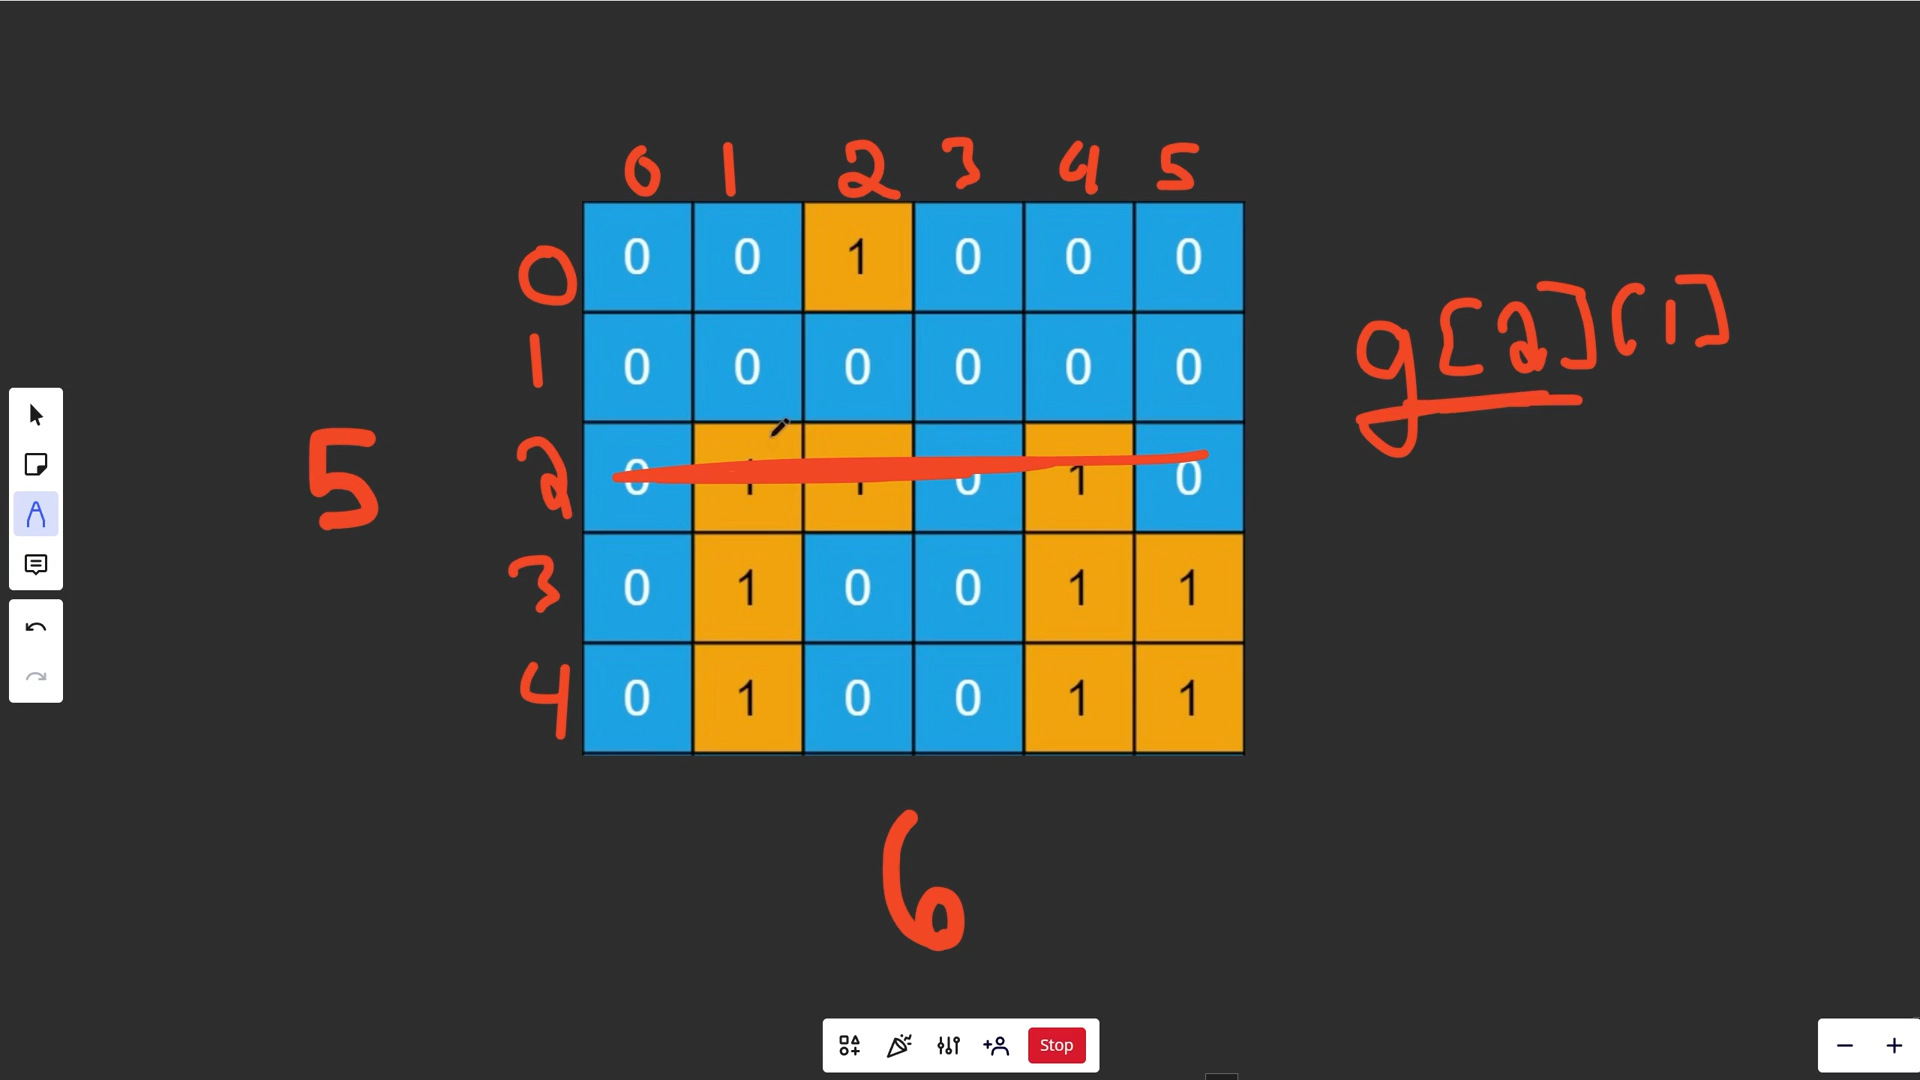 0 1 2 3 4 5
0 0 0 1 0 0 0
g[2][1]
1 0 0 0 0 0 0
5
2 0 1 1 0 1 0
3 0 1 0 0 1 1
4 0 1 0 0 1 1
6
Stop